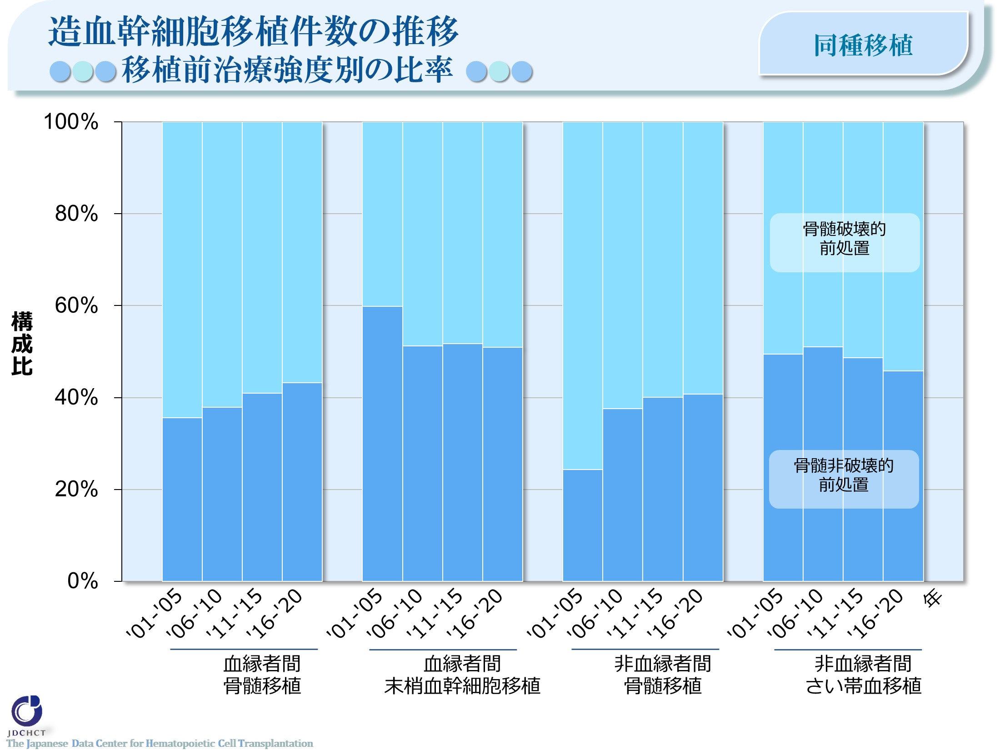 造血幹細胞移植件数の推移
移植前治療強度別の比率
同種移植
100%
80%
60%
40%
20%
0%
構成比
骨髄破壊的
前処置
骨髄非破壊的
前処置
'01-'05
'06-'10
'11-'15
'16-'20
'01-'05
'06-'10
'11-'15
'16-'20
'01-'05
'06-'10
'11-'15
'16-'20
'01-'05
'06-'10
'11-'15
'16-'20
年
血縁者間
骨髄移植
血縁者間
末梢血幹細胞移植
非血縁者間
骨髄移植
非血縁者間
さい帯血移植
JDCHCT
The Japanese Data Center for Hematopoietic Cell Transplantation